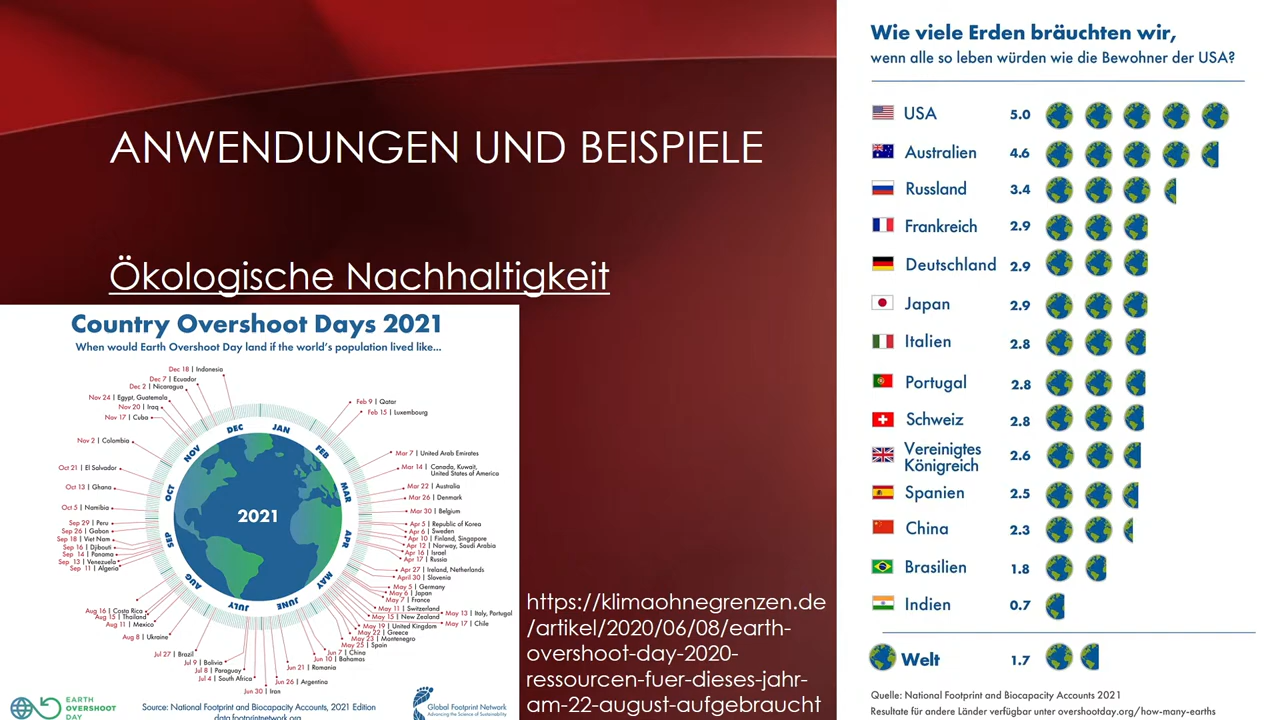 ANWENDUNGEN UND BEISPIELE
Ökologische Nachhaltigkeit
Country Overshoot Days 2021
When would Earth Overshoot Day land if the world's population lived like...
Dec 18 | Indonesia
Dec 7 | Ecuador
Dec 2 | Nicaragua
Nov 24 | Egypt, Guatemala
Nov 20 | Iraq
Nov 17 | Cuba
Nov 2 | Colombia
Oct 21 | El Salvador
Oct 13 | Ghana
Oct 5 | Namibia
Sep 29 | Peru
Sep 26 | Gabon
Sep 18 | Viet Nam
Sep 16 | Djibouti
Sep 14 | Panama
Sep 13 | Venezuela
Sep 11 | Algeria
Aug 16 | Costa Rica
Aug 15 | Thailand
Aug 11 | Mexico
Aug 8 | Ukraine
Jul 27 | Brazil
Jul 9 | Bolivia
Jul 8 | Paraguay
Jul 4 | South Africa
Jun 30 | Iran
Feb 9 | Qatar
Feb 15 | Luxembourg
Mar 7 | United Arab Emirates
Mar 14 | Canada, Kuwait,
United States of America
Mar 22 | Australia
Mar 26 | Denmark
Mar 30 | Belgium
Apr 5 | Republic of Korea
Apr 6 | Sweden
Apr 10 | Finland, Singapore
Apr 12 | Norway, Saudi Arabia
Apr 16 | Israel
Apr 17 | Russia
Apr 27 | Ireland, Netherlands
April 30 | Slovenia
May 5 | Germany
May 6 | Japan
May 7 | France
May 11 | Switzerland
May 13 | Italy, Portugal
May 15 | New Zealand
May 17 | Chile
May 19 | United Kingdom
May 22 | Greece
May 23 | Montenegro
May 25 | Spain
Jun 7 | China
Jun 10 | Bahamas
Jun 21 | Romania
Jun 26 | Argentina
JAN
FEB
MAR
APR
MAY
JUNE
JULY
AUG
SEP
OCT
NOV
DEC
2021
EARTH
OVERSHOOT
DAY
Source: National Footprint and Biocapacity Accounts, 2021 Edition
data.footprintnetwork.org
Global Footprint Network
Advancing the Science of Sustainability
https://klimaohnegrenzen.de
/artikel/2020/06/08/earth-
overshoot-day-2020-
ressourcen-fuer-dieses-jahr-
am-22-august-aufgebraucht
Wie viele Erden bräuchten wir,
wenn alle so leben würden wie die Bewohner der USA?
USA 5.0
Australien 4.6
Russland 3.4
Frankreich 2.9
Deutschland 2.9
Japan 2.9
Italien 2.8
Portugal 2.8
Schweiz 2.8
Vereinigtes
Königreich 2.6
Spanien 2.5
China 2.3
Brasilien 1.8
Indien 0.7
Welt 1.7
Quelle: National Footprint and Biocapacity Accounts 2021
Resultate für andere Länder verfügbar unter overshootday.org/how-many-earths